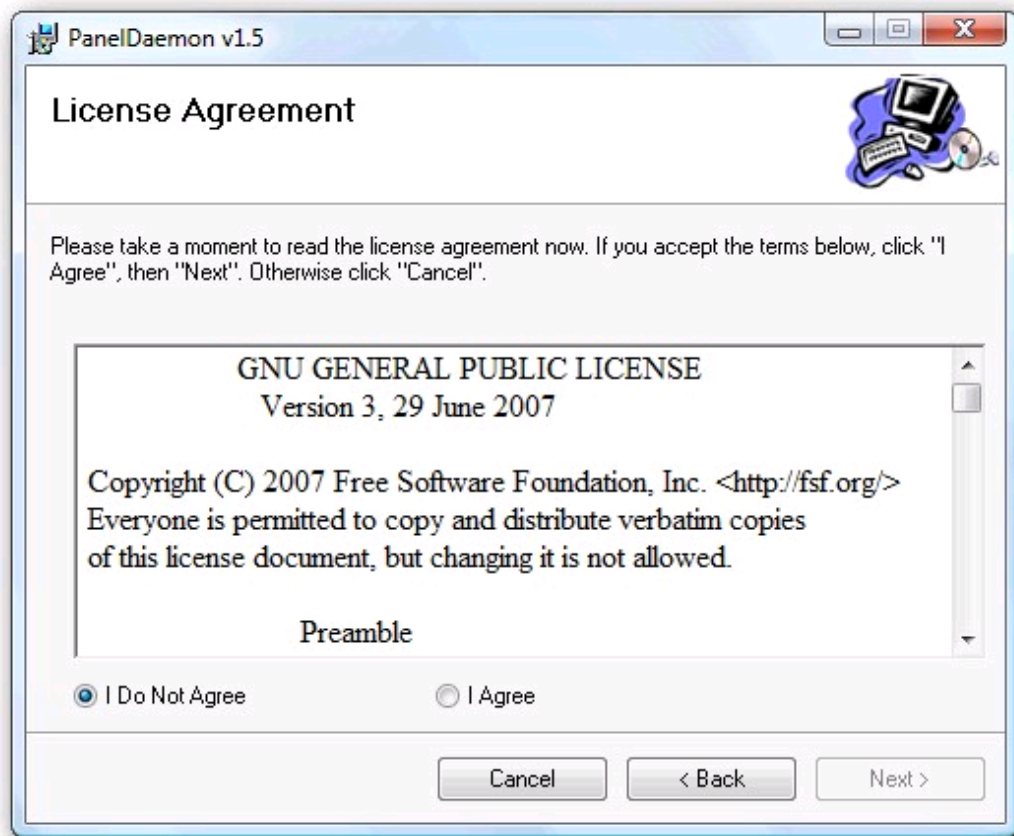 PanelDaemon v1.5
License Agreement
Please take a moment to read the license agreement now. If you accept the terms below, click "I
Agree", then "Next". Otherwise click "Cancel".
GNU GENERAL PUBLIC LICENSE
Version 3, 29 June 2007
Copyright (C) 2007 Free Software Foundation, Inc. <http://fsf.org/>
Everyone is permitted to copy and distribute verbatim copies
of this license document, but changing it is not allowed.
Preamble
I Do Not Agree
I Agree
Cancel
< Back
Next >